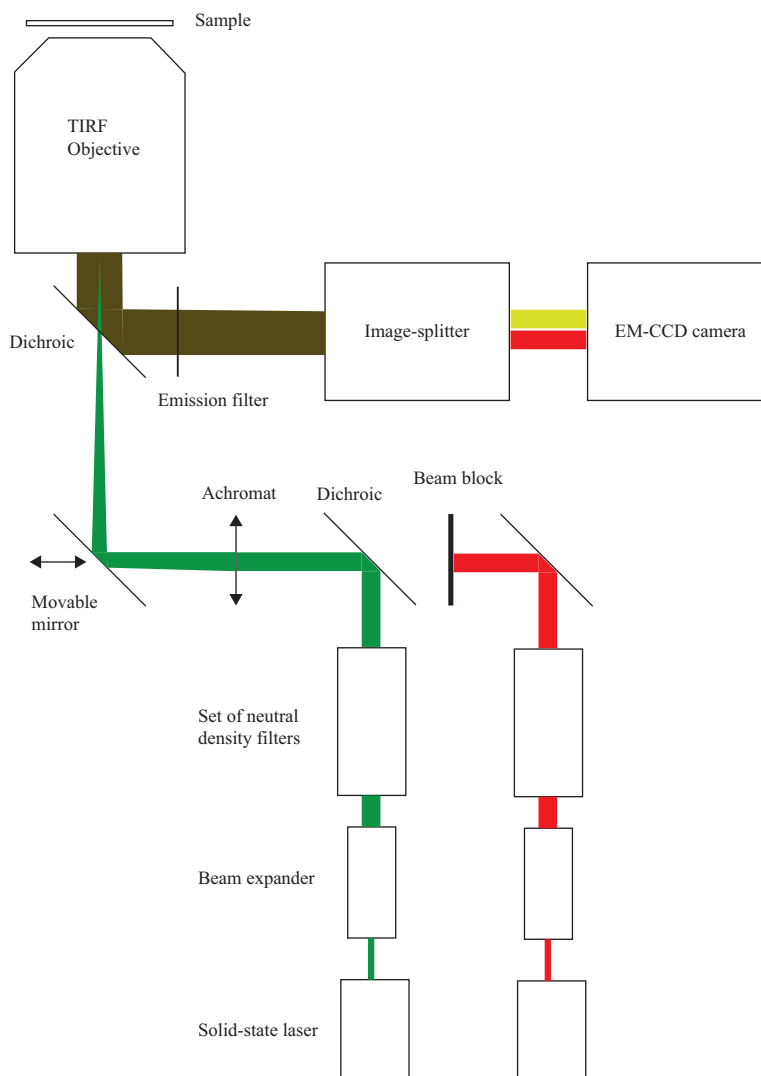 Sample
TIRF
Objective
Dichroic
Image-splitter
EM-CCD camera
Emission filter
Beam block
Achromat
Dichroic
Movable
mirror
Set of neutral
density filters
Beam expander
Solid-state laser